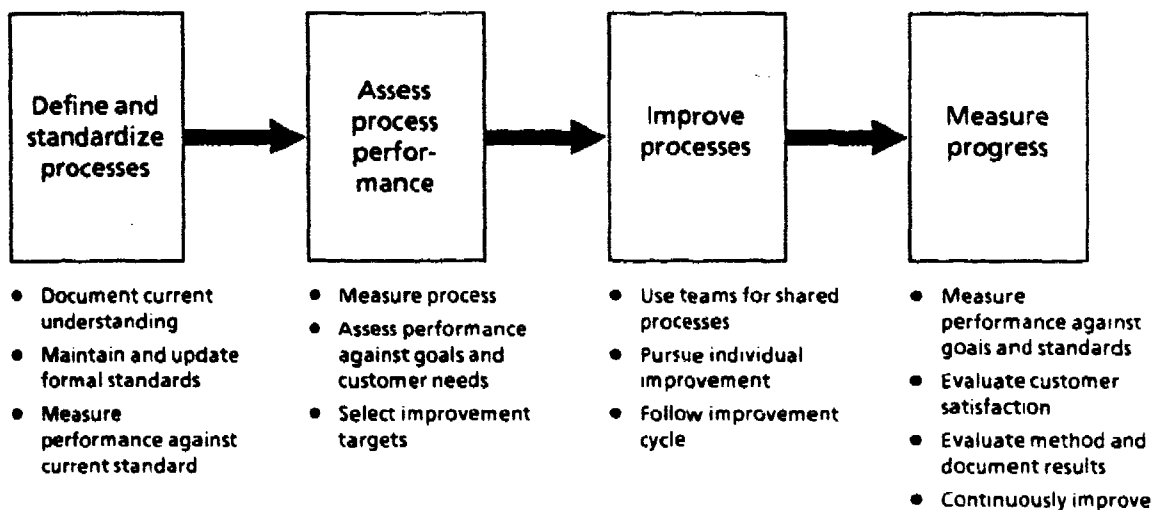 Define and
standardize
processes
Assess
process
perfor-
mance
Improve
processes
Measure
progress
• Document current
understanding
• Maintain and update
formal standards
• Measure
performance against
current standard
• Measure process
• Assess performance
against goals and
customer needs
• Select improvement
targets
• Use teams for shared
processes
• Pursue individual
improvement
• Follow improvement
cycle
• Measure
performance against
goals and standards
• Evaluate customer
satisfaction
• Evaluate method and
document results
• Continuously improve